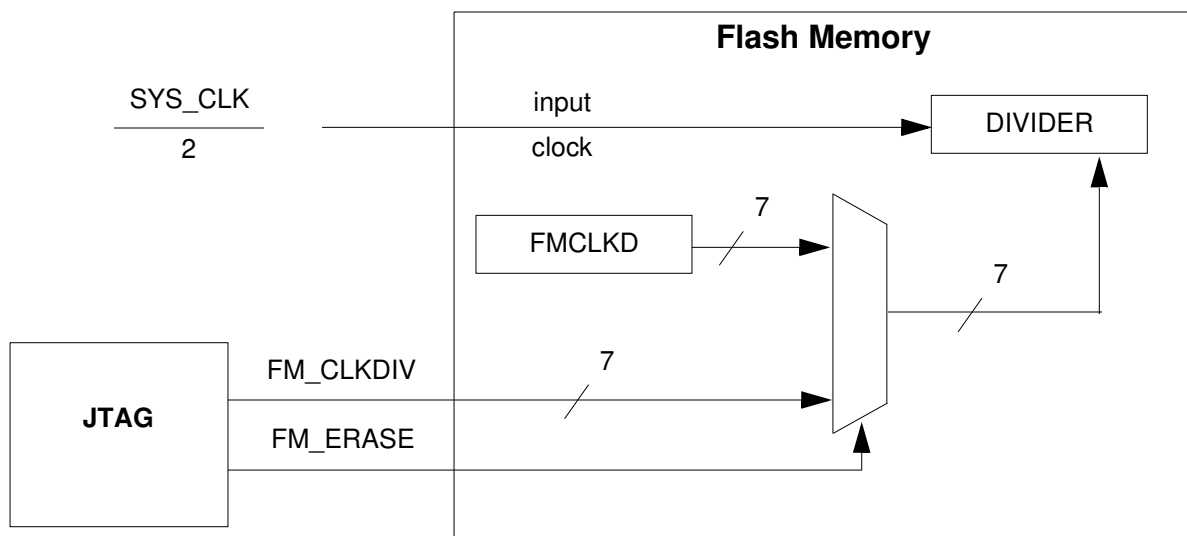 Flash Memory
SYS_CLK
2
input
clock
DIVIDER
FMCLKD
7
7
JTAG
FM_CLKDIV
7
FM_ERASE